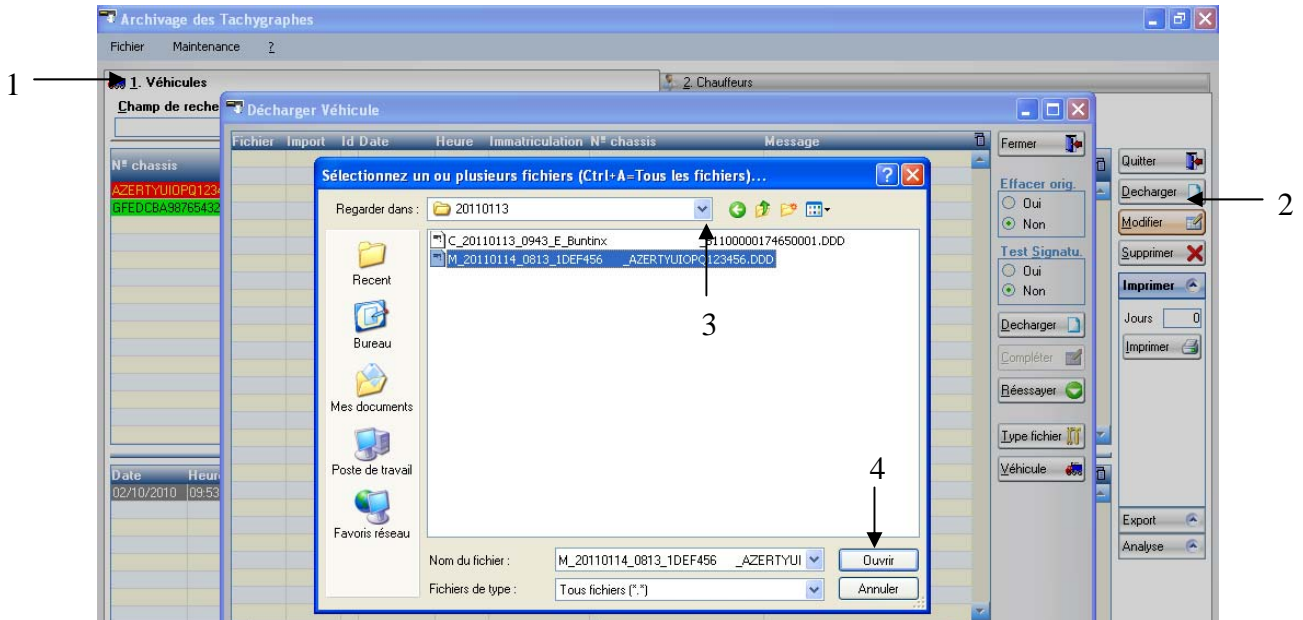 Archivage des Tachygraphes
Fichier Maintenance ?
1
1. Véhicules
2. Chauffeurs
Champ de reche
Décharger Véhicule
Fichier Import Id Date Heure Immatriculation N° chassis Message
Fermer
Effacer orig.
Oui
Non
Test Signatu.
Oui
Non
Decharger
Compléter
Réessayer
Type fichier
Véhicule
N° chassis
AZERTYUIOPQ1234
GFEDCBA98765432
Date Heure
02/10/2010 09:53
Sélectionnez un ou plusieurs fichiers (Ctrl+A=Tous les fichiers)...
Regarder dans : 20110113
C_20110113_0943_E_Buntinx _B1100000174650001.DDD
M_20110114_0813_1DEF456 _AZERTYUIOPQ123456.DDD
3
Recent
Bureau
Mes documents
Poste de travail
Favoris réseau
4
Nom du fichier : M_20110114_0813_1DEF456 _AZERTYUI
Ouvrir
Fichiers de type : Tous fichiers (*.*)
Annuler
Quitter
Decharger
2
Modifier
Supprimer
Imprimer
Jours 0
Imprimer
Export
Analyse